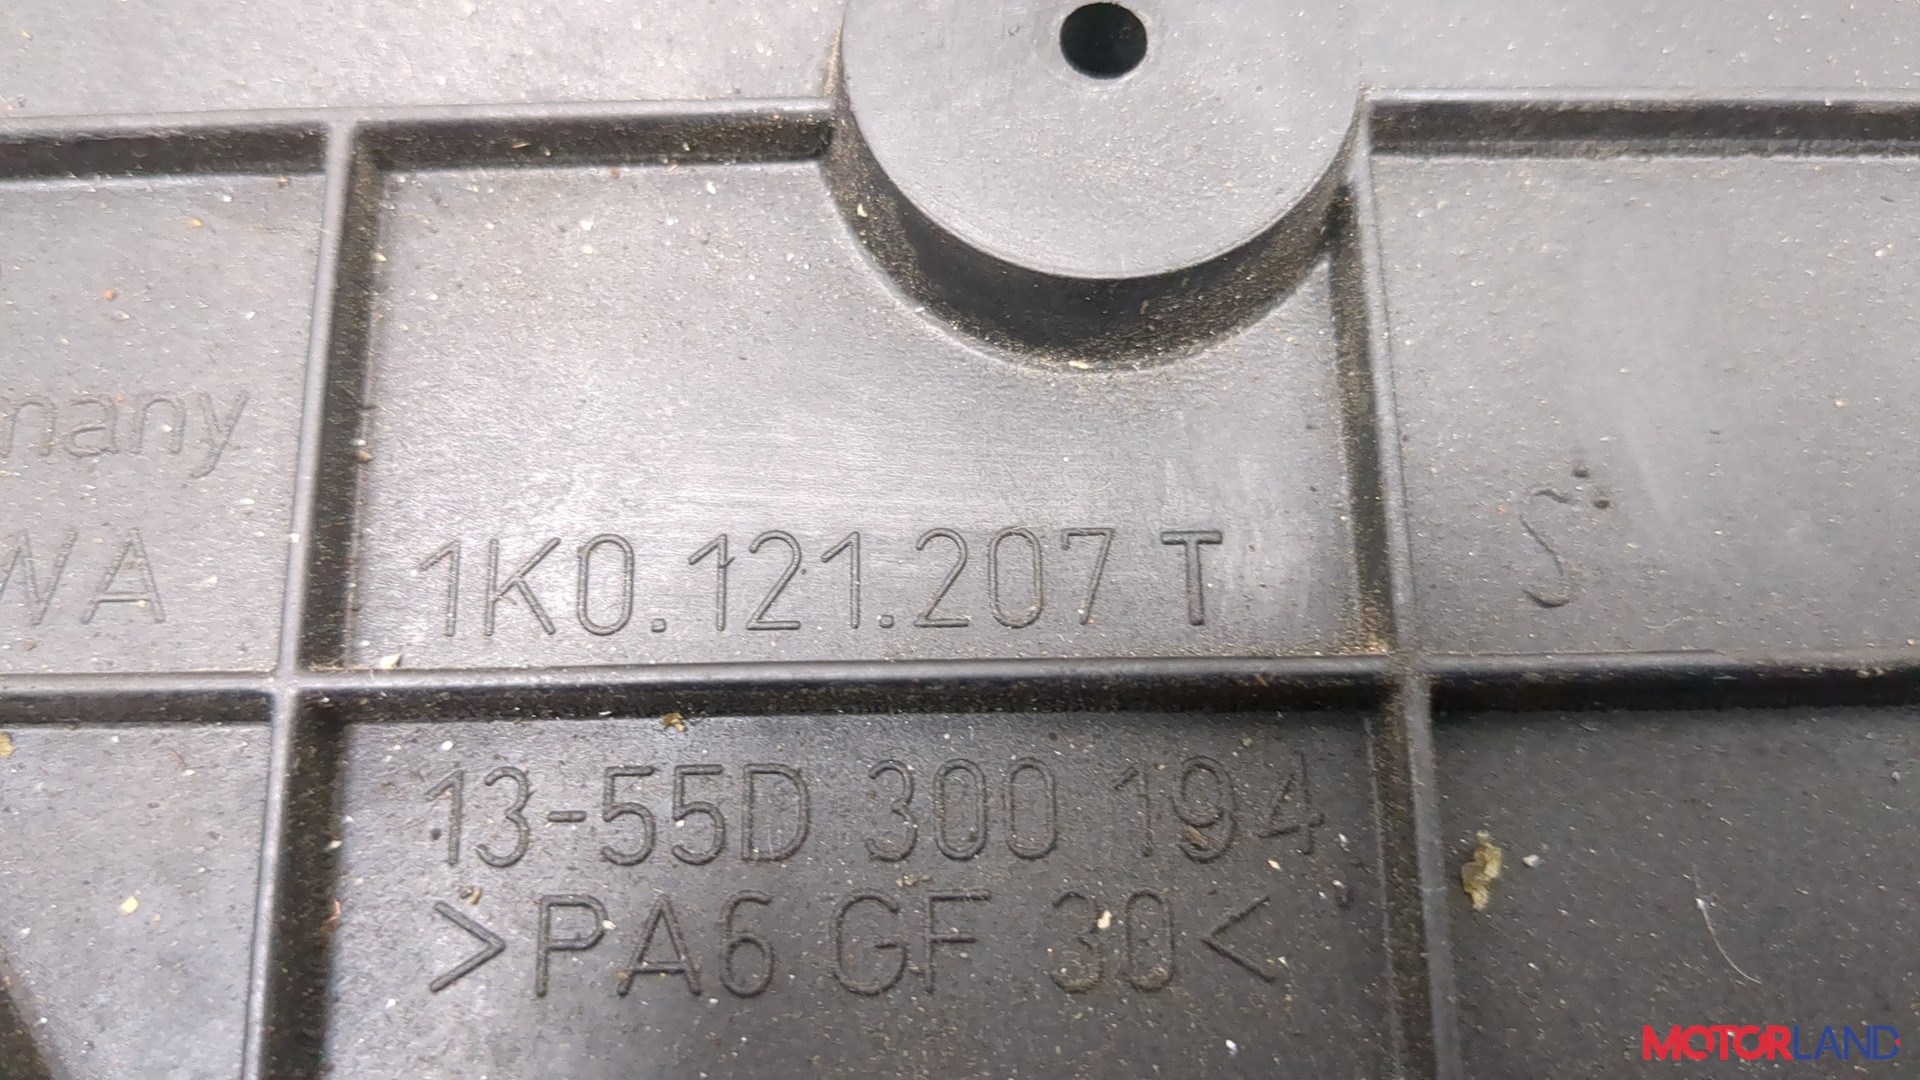 many
WA
1K0.121.207 T
S
13-55D 300 194
>PA6 GF 30<
MOTORLAND